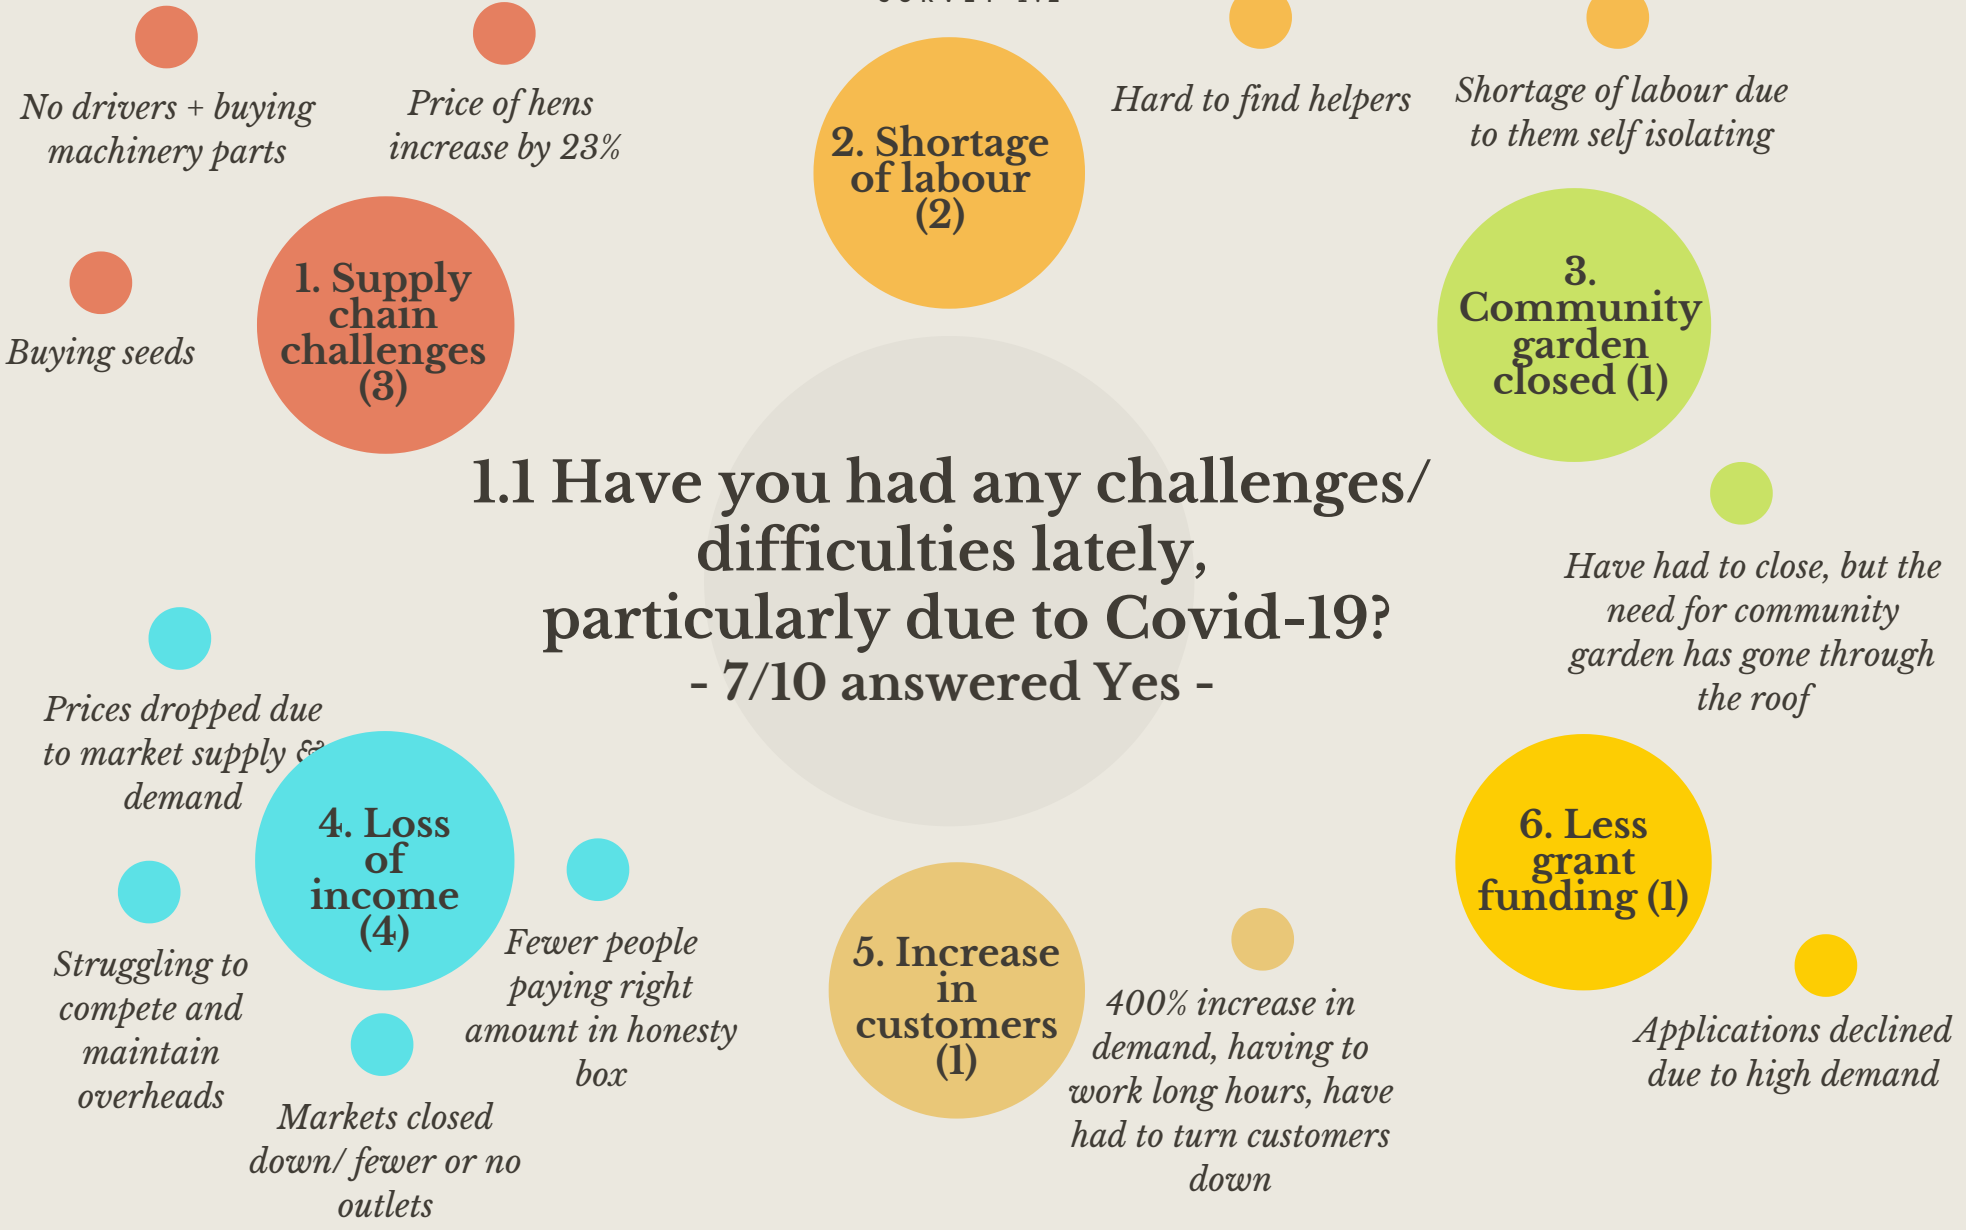 No drivers + buying
machinery parts
Price of hens
increase by 23%
Buying seeds
1. Supply
chain
challenges
(3)
2. Shortage
of labour
(2)
Hard to find helpers
Shortage of labour due
to them self isolating
3.
Community
garden
closed (1)
Have had to close, but the
need for community
garden has gone through
the roof
1.1 Have you had any challenges/
difficulties lately,
particularly due to Covid-19?
- 7/10 answered Yes -
Prices dropped due
to market supply &
demand
4. Loss
of
income
(4)
Struggling to
compete and
maintain
overheads
Markets closed
down/ fewer or no
outlets
Fewer people
paying right
amount in honesty
box
5. Increase
in
customers
(1)
400% increase in
demand, having to
work long hours, have
had to turn customers
down
6. Less
grant
funding (1)
Applications declined
due to high demand